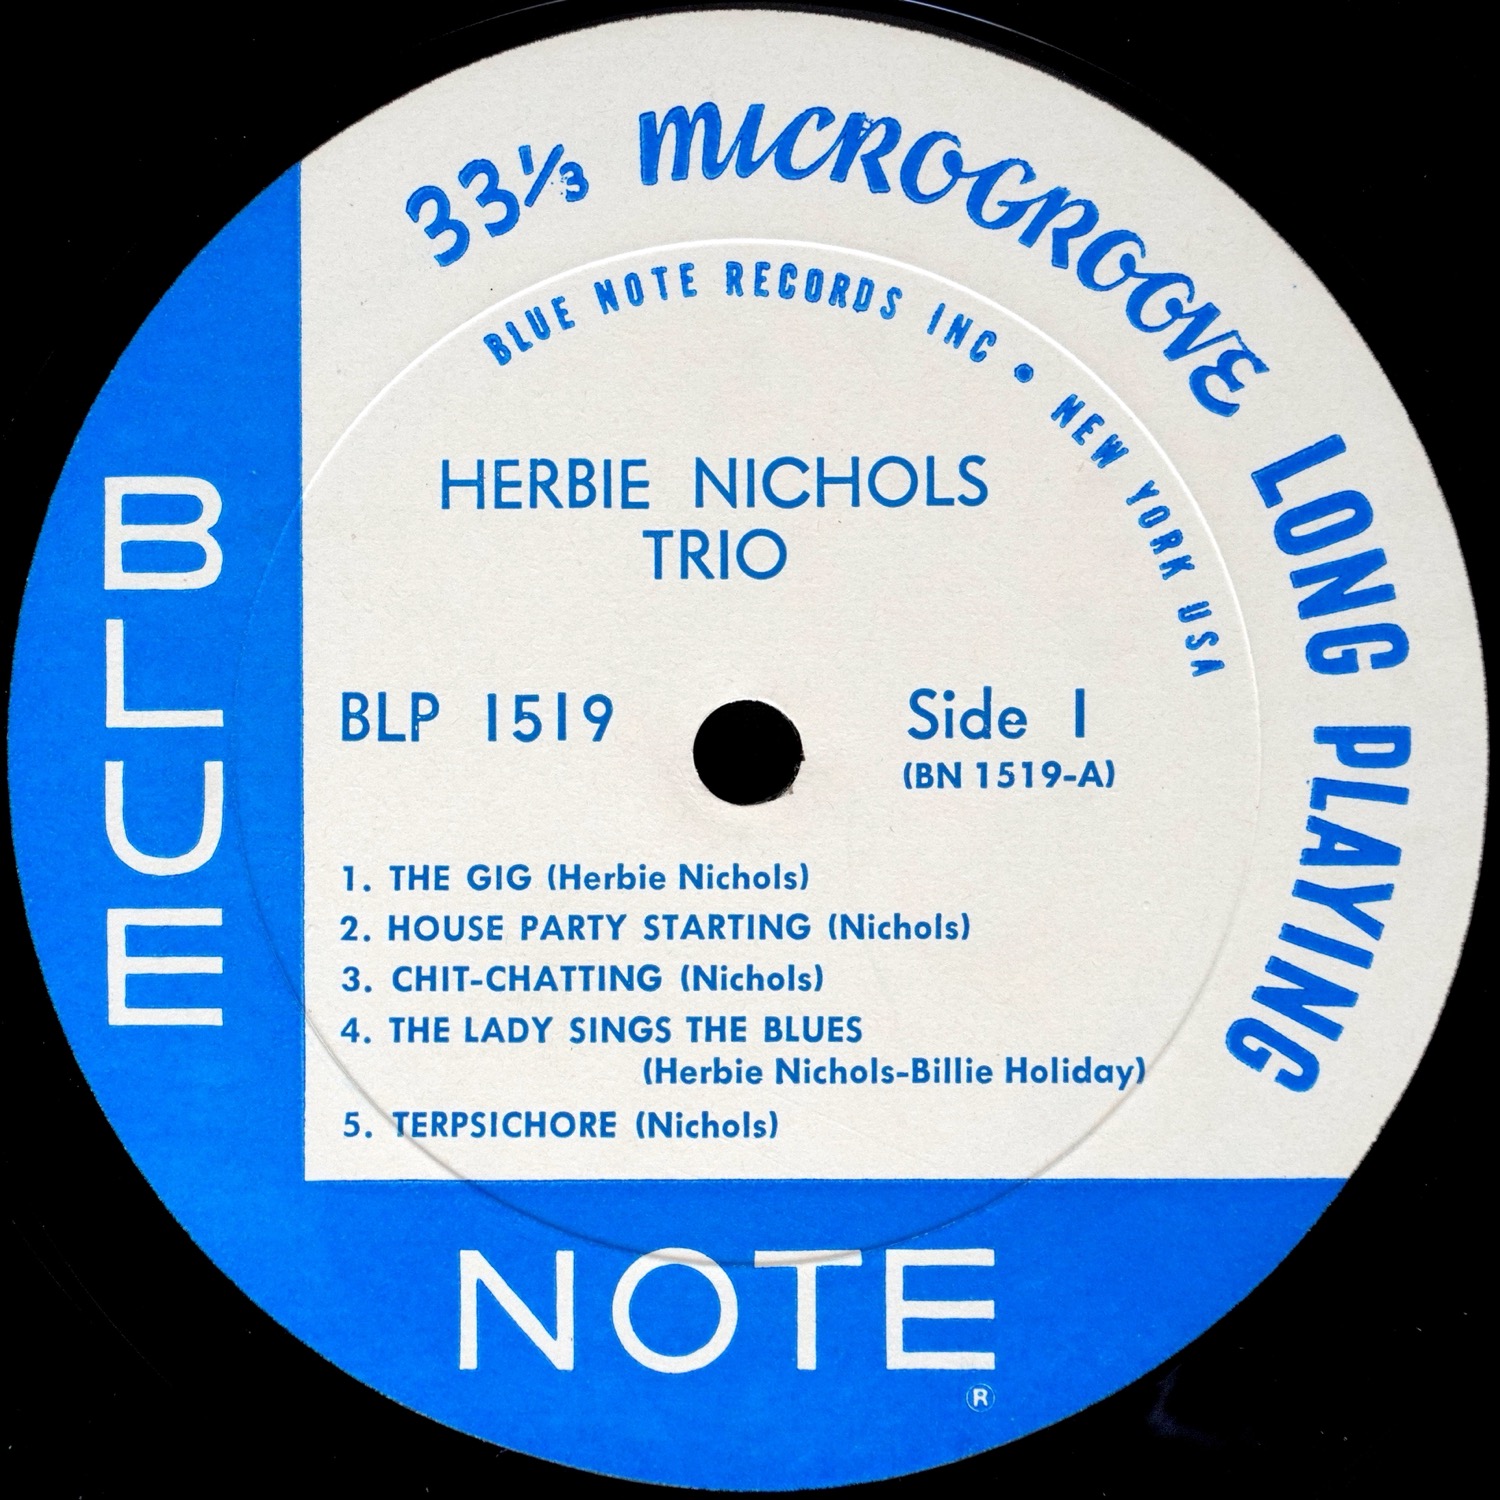 33⅓ MICROGROOVE LONG PLAYING
BLUE NOTE RECORDS INC • NEW YORK USA
HERBIE NICHOLS
TRIO
BLP 1519
Side 1
(BN 1519-A)
1. THE GIG (Herbie Nichols)
2. HOUSE PARTY STARTING (Nichols)
3. CHIT-CHATTING (Nichols)
4. THE LADY SINGS THE BLUES
(Herbie Nichols-Billie Holiday)
5. TERPSICHORE (Nichols)
BLUE
NOTE
®